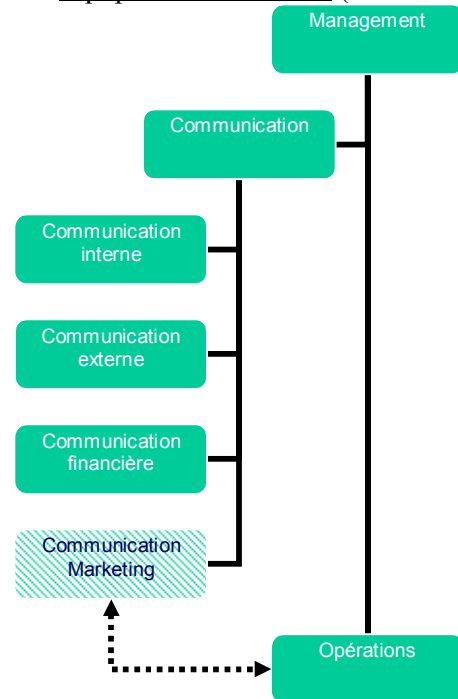 Management
Communication
Communication
interne
Communication
externe
Communication
financière
Communication
Marketing
Opérations